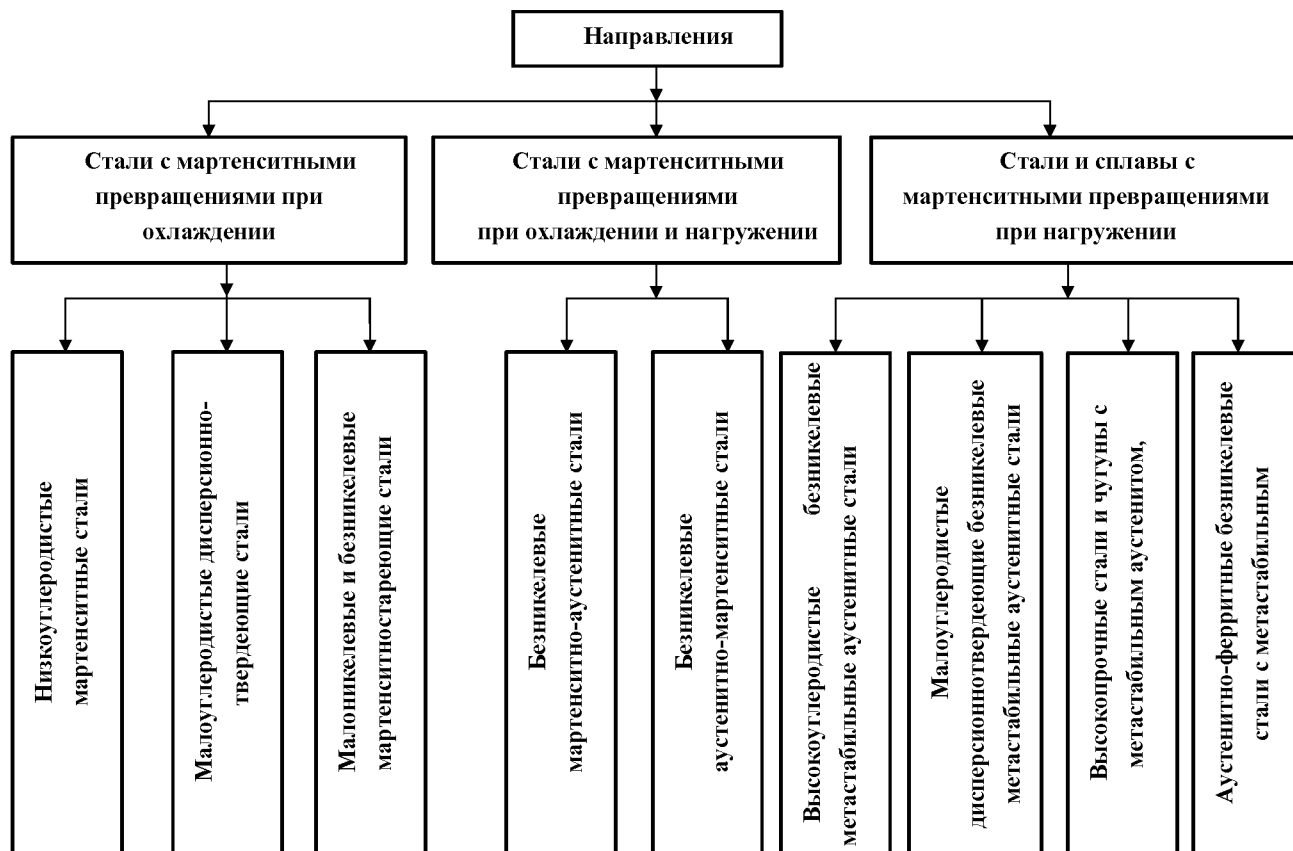 Направления
Стали с мартенситными
превращениями при
охлаждении
Стали с мартенситными
превращениями
при охлаждении и нагружении
Стали и сплавы с
мартенситными превращениями
при нагружении
Низкоуглеродистые
мартенситные стали
Малоуглеродистые дисперсионно-
твердеющие стали
Малоникелевые и безникелевые
мартенситностареющие стали
Безникелевые
мартенситно-аустенитные стали
Безникелевые
аустенитно-мартенситные стали
Высокоуглеродистые безникелевые
метастабильные аустенитные стали
Малоуглеродистые
дисперсионнотвердеющие безникелевые
метастабильные аустенитные стали
Высокопрочные стали и чугуны с
метастабильным аустенитом,
Аустенитно-ферритные безникелевые
стали с метастабильным